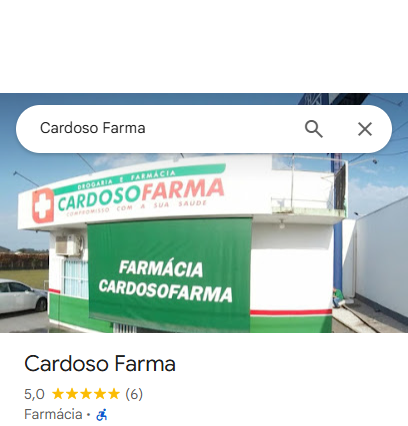 Cardoso Farma
DROGARIA E FARMÁCIA
CARDOSOFARMA
COMPROMISSO COM A SUA SAÚDE
FARMÁCIA
CARDOSOFARMA
Cardoso Farma
5,0 (6)
Farmácia ·